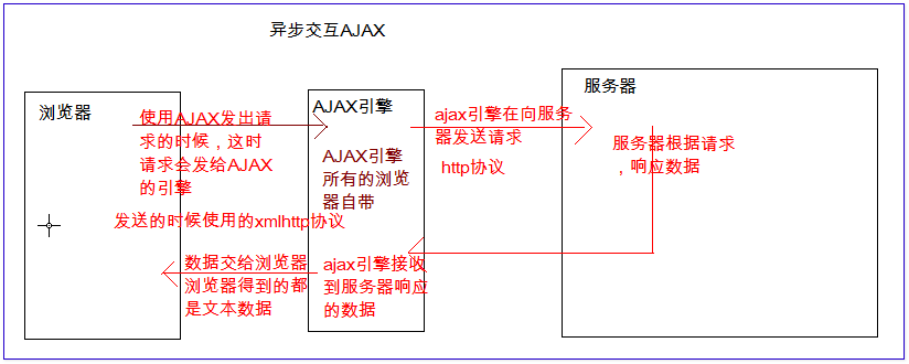 异步交互AJAX
浏览器
使用AJAX发出请
求的时候，这时
请求会发给AJAX
的引擎
发送的时候使用的xmlhttp协议
数据交给浏览器
浏览器得到的都
是文本数据
AJAX引擎
AJAX引擎
所有的浏览
器自带
ajax引擎接收
到服务器响应
的数据
ajax引擎在向服务
器发送请求
http协议
服务器
服务器根据请求
，响应数据